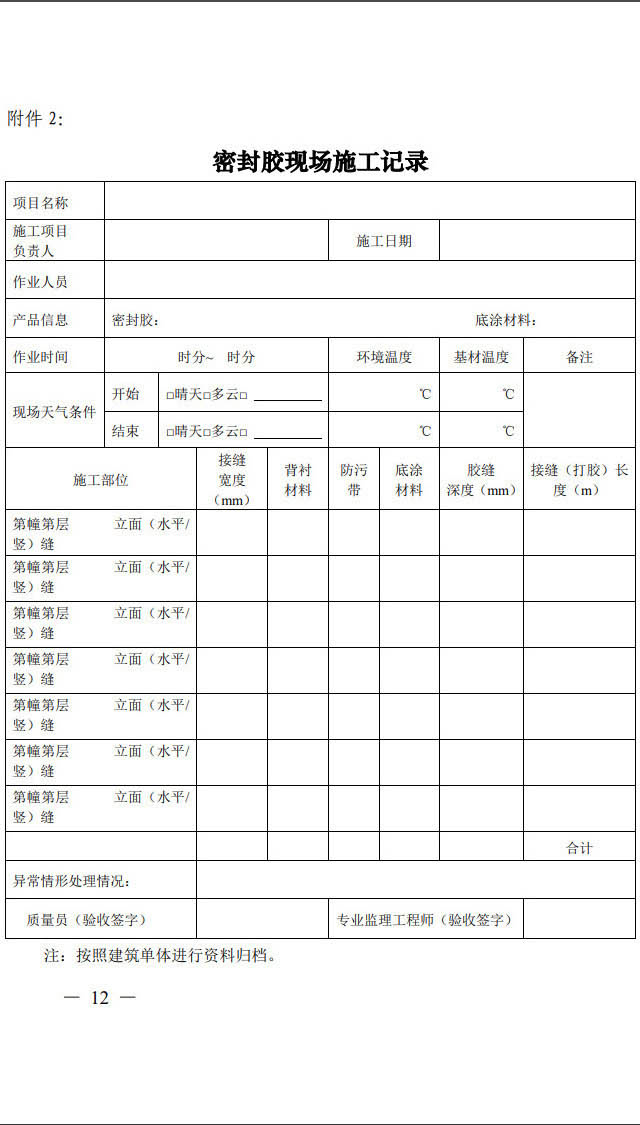 附件 2：
密封胶现场施工记录
项目名称
施工项目
负责人
施工日期
作业人员
产品信息 密封胶： 底涂材料：
作业时间 时分~ 时分 环境温度 基材温度 备注
现场天气条件
开始 □晴天□多云□ ________ ℃ ℃
结束 □晴天□多云□ ________ ℃ ℃
施工部位
接缝
宽度
（mm）
背衬
材料
防污
带
底涂
材料
胶缝
深度（mm）
接缝（打胶）长
度（m）
第幢第层 立面（水平/
竖）缝
第幢第层 立面（水平/
竖）缝
第幢第层 立面（水平/
竖）缝
第幢第层 立面（水平/
竖）缝
第幢第层 立面（水平/
竖）缝
第幢第层 立面（水平/
竖）缝
第幢第层 立面（水平/
竖）缝
合计
异常情形处理情况：
质量员（验收签字） 专业监理工程师（验收签字）
注：按照建筑单体进行资料归档。
— 12 —